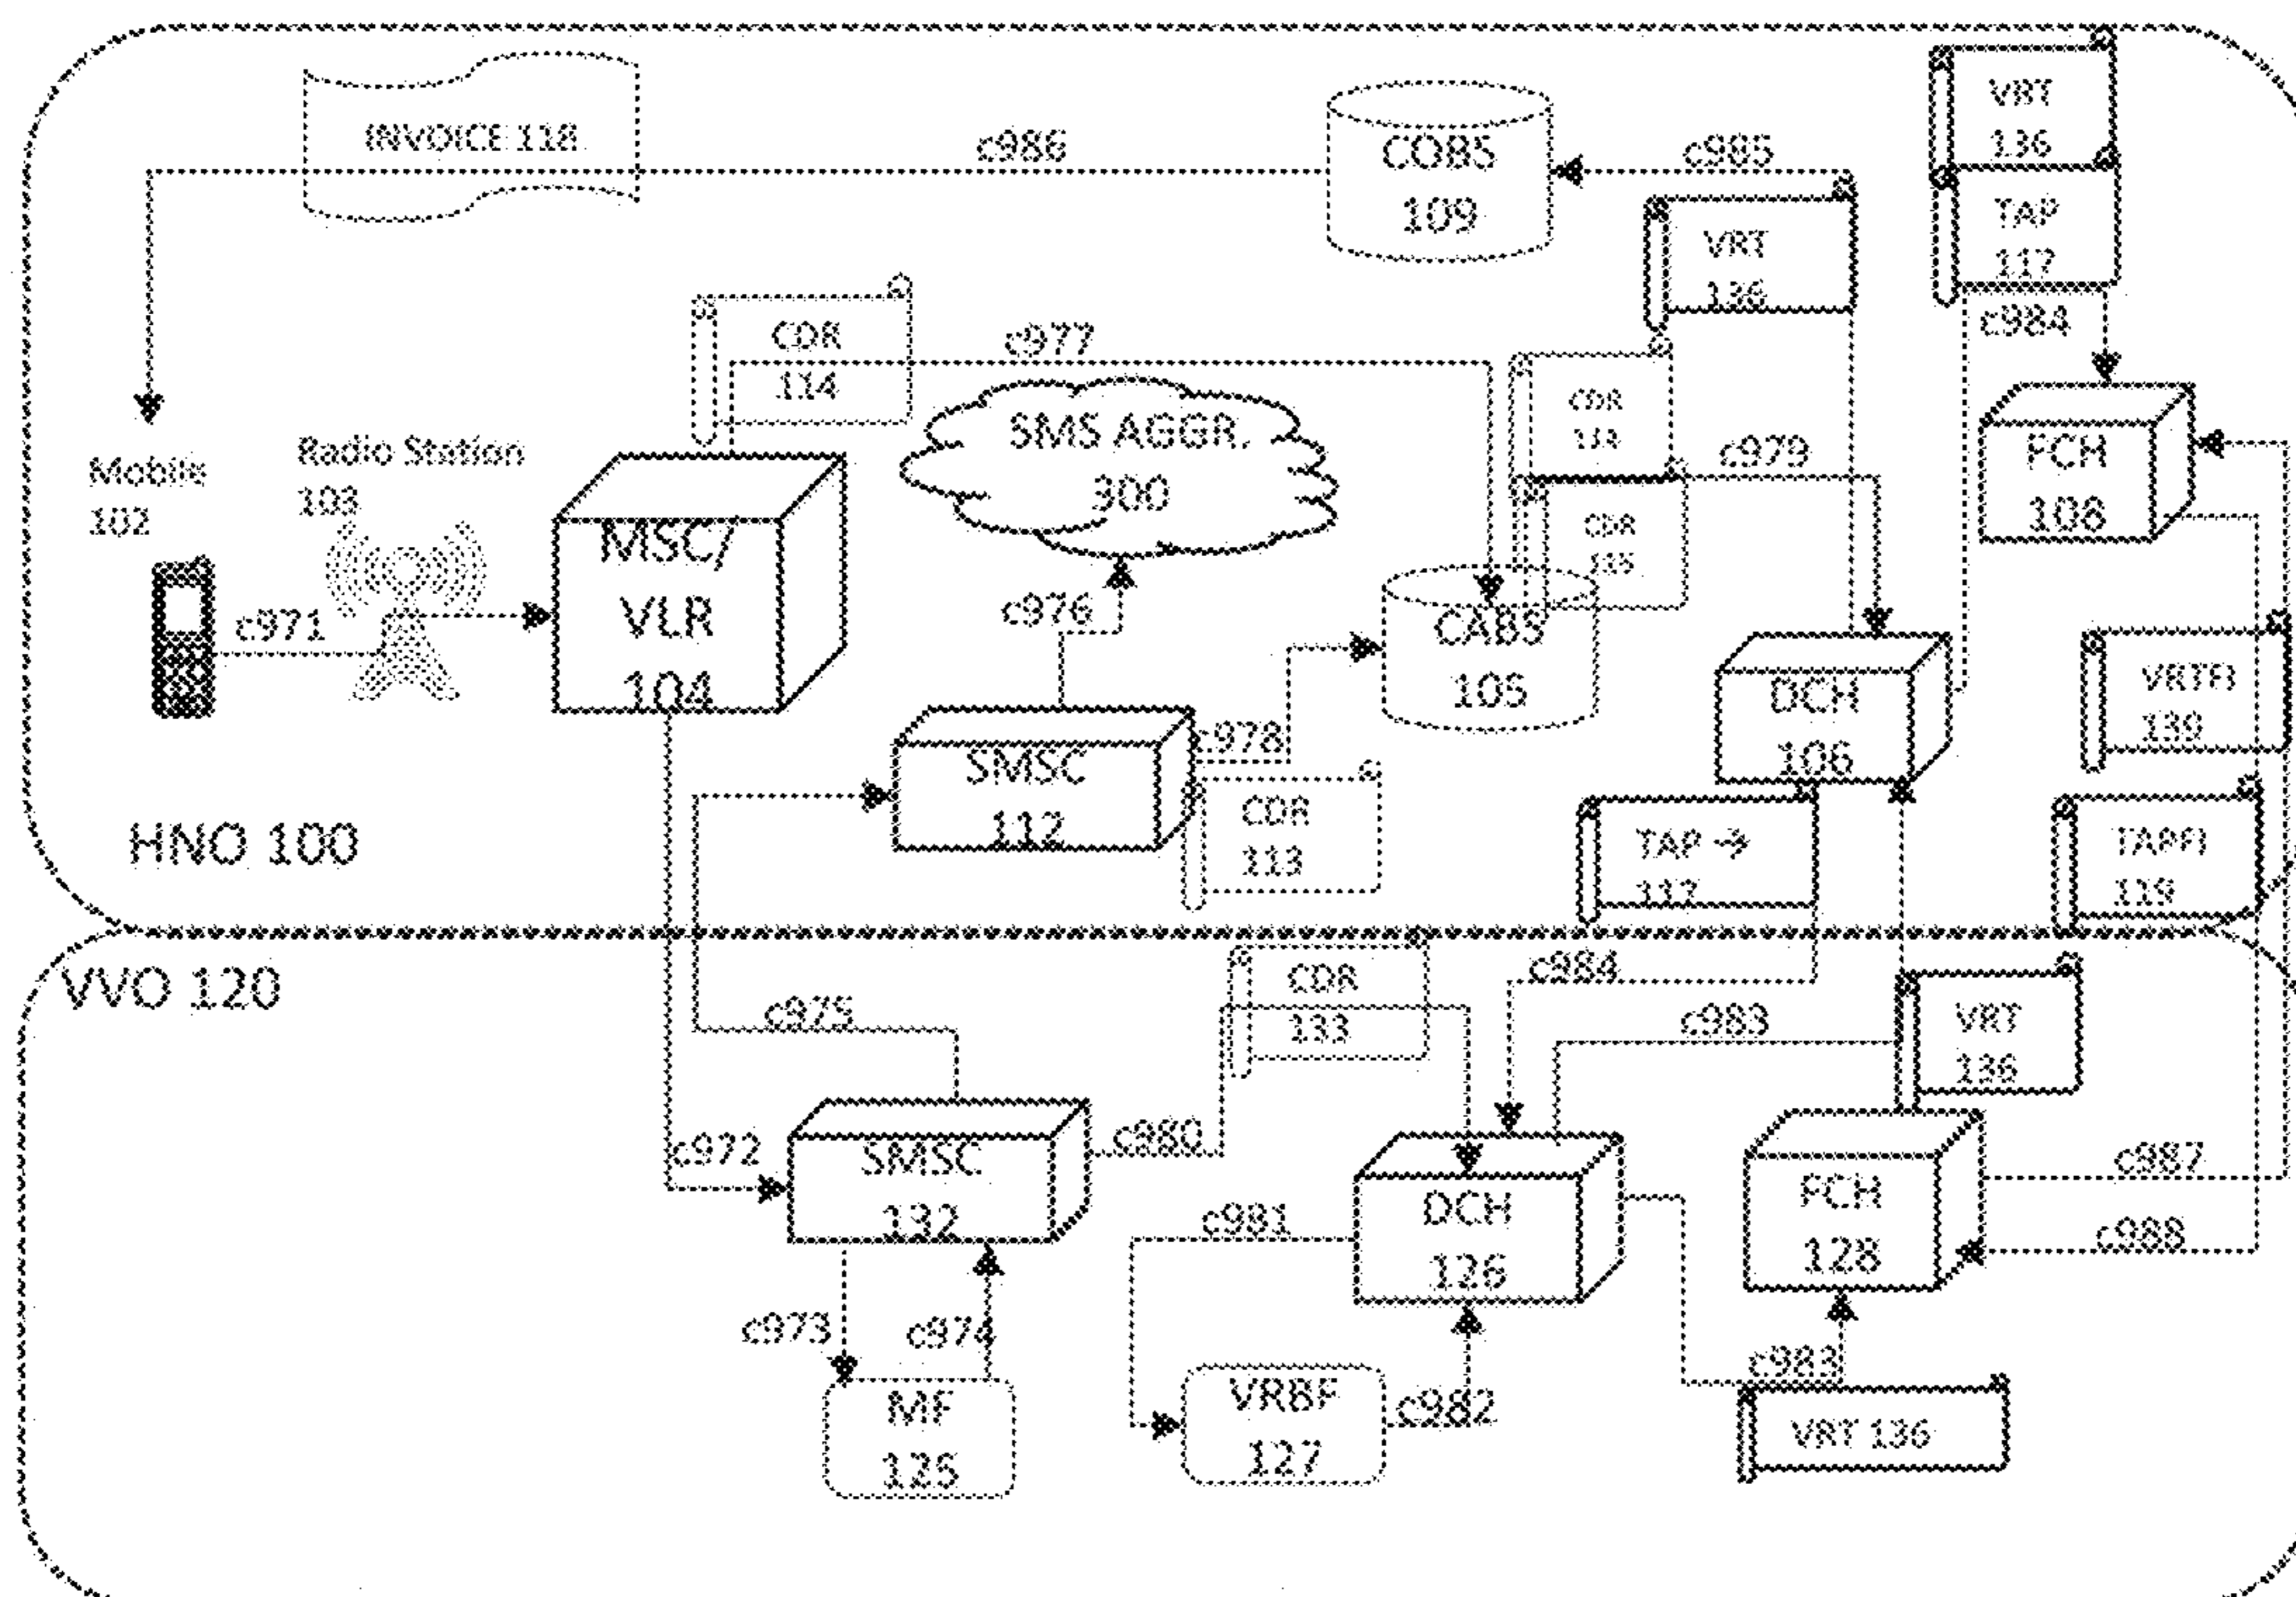 INVOICE 118
c986
COBS
109
c985
VRT
136
VRT
136
TAP
117
c984
CDR
114
c977
SMS AGGR.
300
CDR
c979
CDR
FCH
108
Mobile
102
Radio Station
103
MSC/
VLR
104
c971
c976
CABS
105
DCH
106
VRTFI
139
c978
SMSC
112
CDR
113
TAP →
117
TAPFI
119
HNO 100
VVO 120
c975
CDR
133
c984
c983
VRT
136
c972
SMSC
132
c980
DCH
126
FCH
128
c987
c988
c981
c973
c974
MF
125
VRBF
127
c982
c983
VRT 136